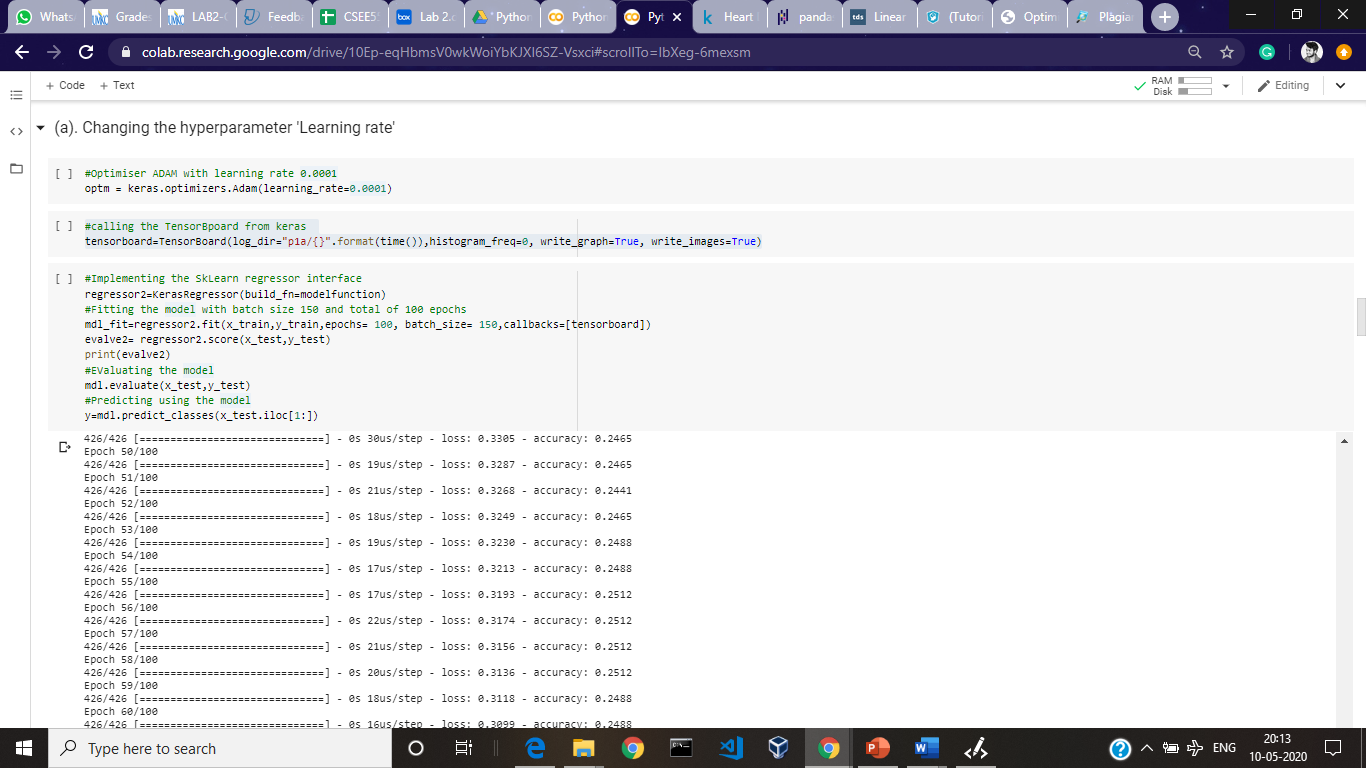 Whats
Grades
LAB2-
Feedb
CSEE5
Lab 2.
Python
Python
Pyt
Heart
panda
Linear
(Tutor
Optim
Plagiar
colab.research.google.com/drive/10Ep-eqHbmsV0wkWoiYbKJXI6SZ-Vsxci#scrollTo=IbXeg-6mexsm
+ Code + Text
RAM
Disk
Editing
(a). Changing the hyperparameter 'Learning rate'
[ ] #Optimiser ADAM with learning rate 0.0001
optm = keras.optimizers.Adam(learning_rate=0.0001)
[ ] #calling the TensorBpoard from keras
tensorboard=TensorBoard(log_dir="p1a/{}".format(time()),histogram_freq=0, write_graph=True, write_images=True)
[ ] #Implementing the SkLearn regressor interface
regressor2=KerasRegressor(build_fn=modelfunction)
#Fitting the model with batch size 150 and total of 100 epochs
mdl_fit=regressor2.fit(x_train,y_train,epochs= 100, batch_size= 150,callbacks=[tensorboard])
evalve2= regressor2.score(x_test,y_test)
print(evalve2)
#EValuating the model
mdl.evaluate(x_test,y_test)
#Predicting using the model
y=mdl.predict_classes(x_test.iloc[1:])
426/426 [==============================] - 0s 30us/step - loss: 0.3305 - accuracy: 0.2465
Epoch 50/100
426/426 [==============================] - 0s 19us/step - loss: 0.3287 - accuracy: 0.2465
Epoch 51/100
426/426 [==============================] - 0s 21us/step - loss: 0.3268 - accuracy: 0.2441
Epoch 52/100
426/426 [==============================] - 0s 18us/step - loss: 0.3249 - accuracy: 0.2465
Epoch 53/100
426/426 [==============================] - 0s 19us/step - loss: 0.3230 - accuracy: 0.2488
Epoch 54/100
426/426 [==============================] - 0s 17us/step - loss: 0.3213 - accuracy: 0.2488
Epoch 55/100
426/426 [==============================] - 0s 17us/step - loss: 0.3193 - accuracy: 0.2512
Epoch 56/100
426/426 [==============================] - 0s 22us/step - loss: 0.3174 - accuracy: 0.2512
Epoch 57/100
426/426 [==============================] - 0s 21us/step - loss: 0.3156 - accuracy: 0.2512
Epoch 58/100
426/426 [==============================] - 0s 20us/step - loss: 0.3136 - accuracy: 0.2512
Epoch 59/100
426/426 [==============================] - 0s 18us/step - loss: 0.3118 - accuracy: 0.2488
Epoch 60/100
426/426 [==============================] - 0s 16us/step - loss: 0.3099 - accuracy: 0.2488
Type here to search
ENG
20:13
10-05-2020